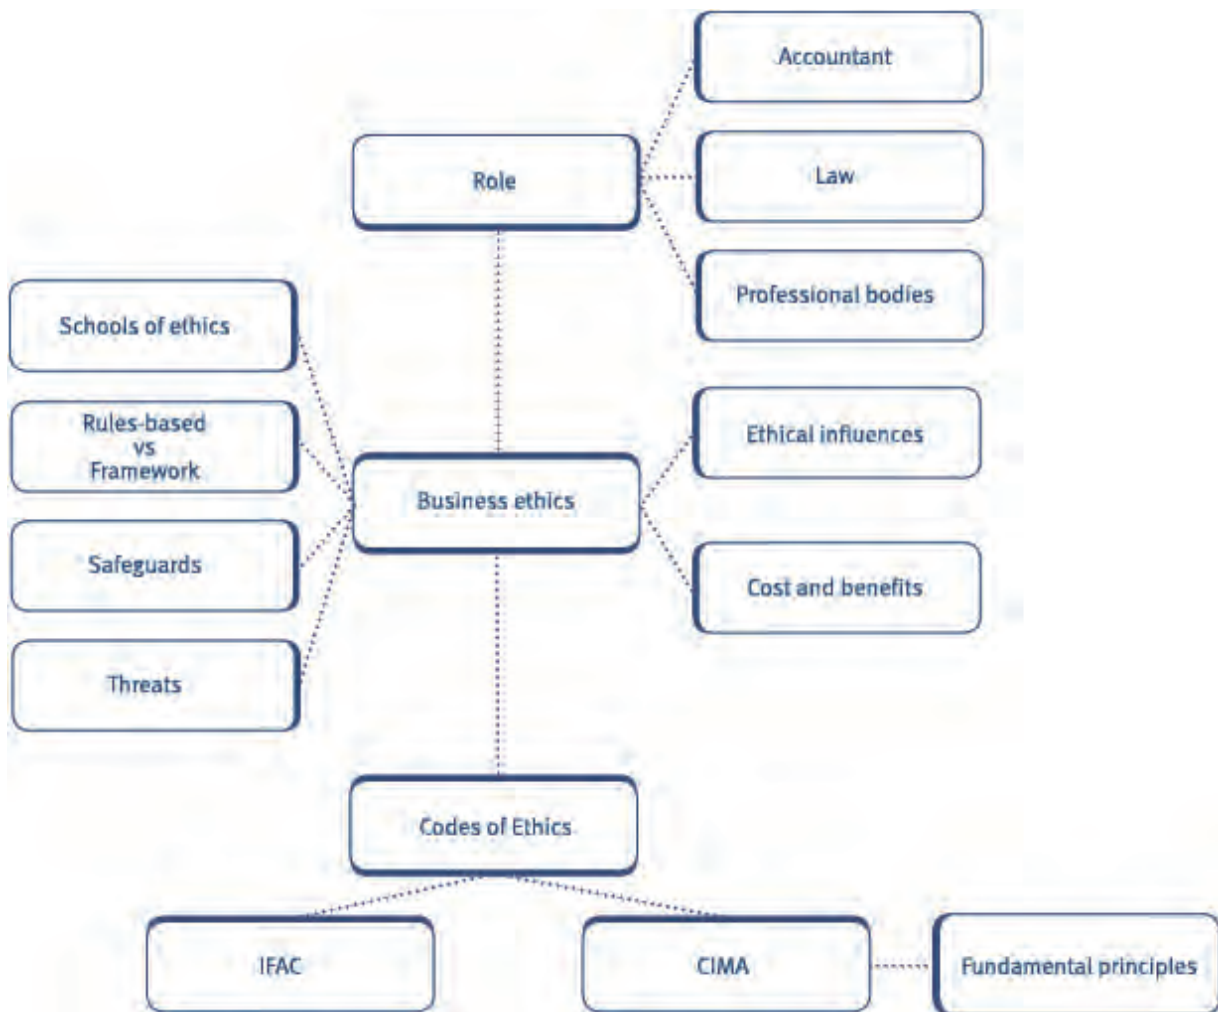 Accountant
Role
Law
Professional bodies
Schools of ethics
Rules-based
vs
Framework
Ethical influences
Business ethics
Safeguards
Cost and benefits
Threats
Codes of Ethics
IFAC
CIMA
Fundamental principles